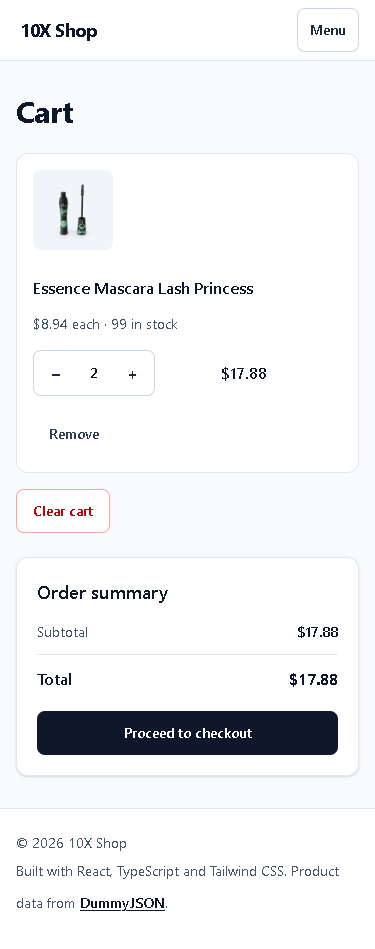 10X Shop
Menu
Cart
Essence Mascara Lash Princess
$8.94 each · 99 in stock
− 2 + $17.88
Remove
Clear cart
Order summary
Subtotal $17.88
Total $17.88
Proceed to checkout
© 2026 10X Shop
Built with React, TypeScript and Tailwind CSS. Product
data from DummyJSON.